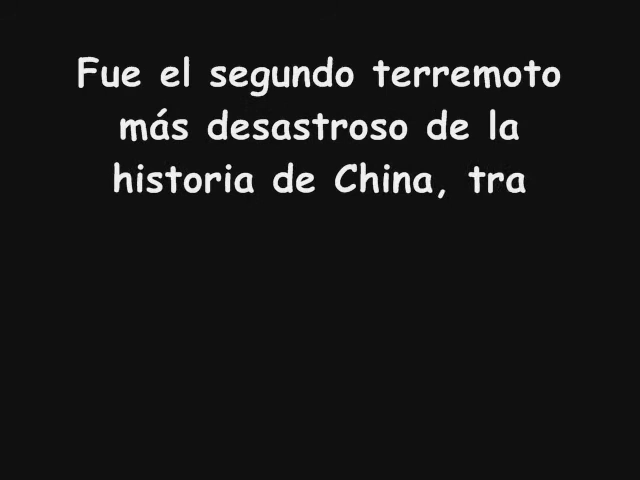 Fue el segundo terremoto
más desastroso de la
historia de China, tra